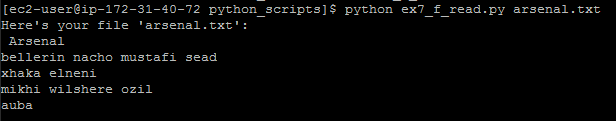 [ec2-user@ip-172-31-40-72 python_scripts]$ python ex7_f_read.py arsenal.txt
Here's your file 'arsenal.txt':
 Arsenal
bellerin nacho mustafi sead
xhaka elneni
mikhi wilshere ozil
auba